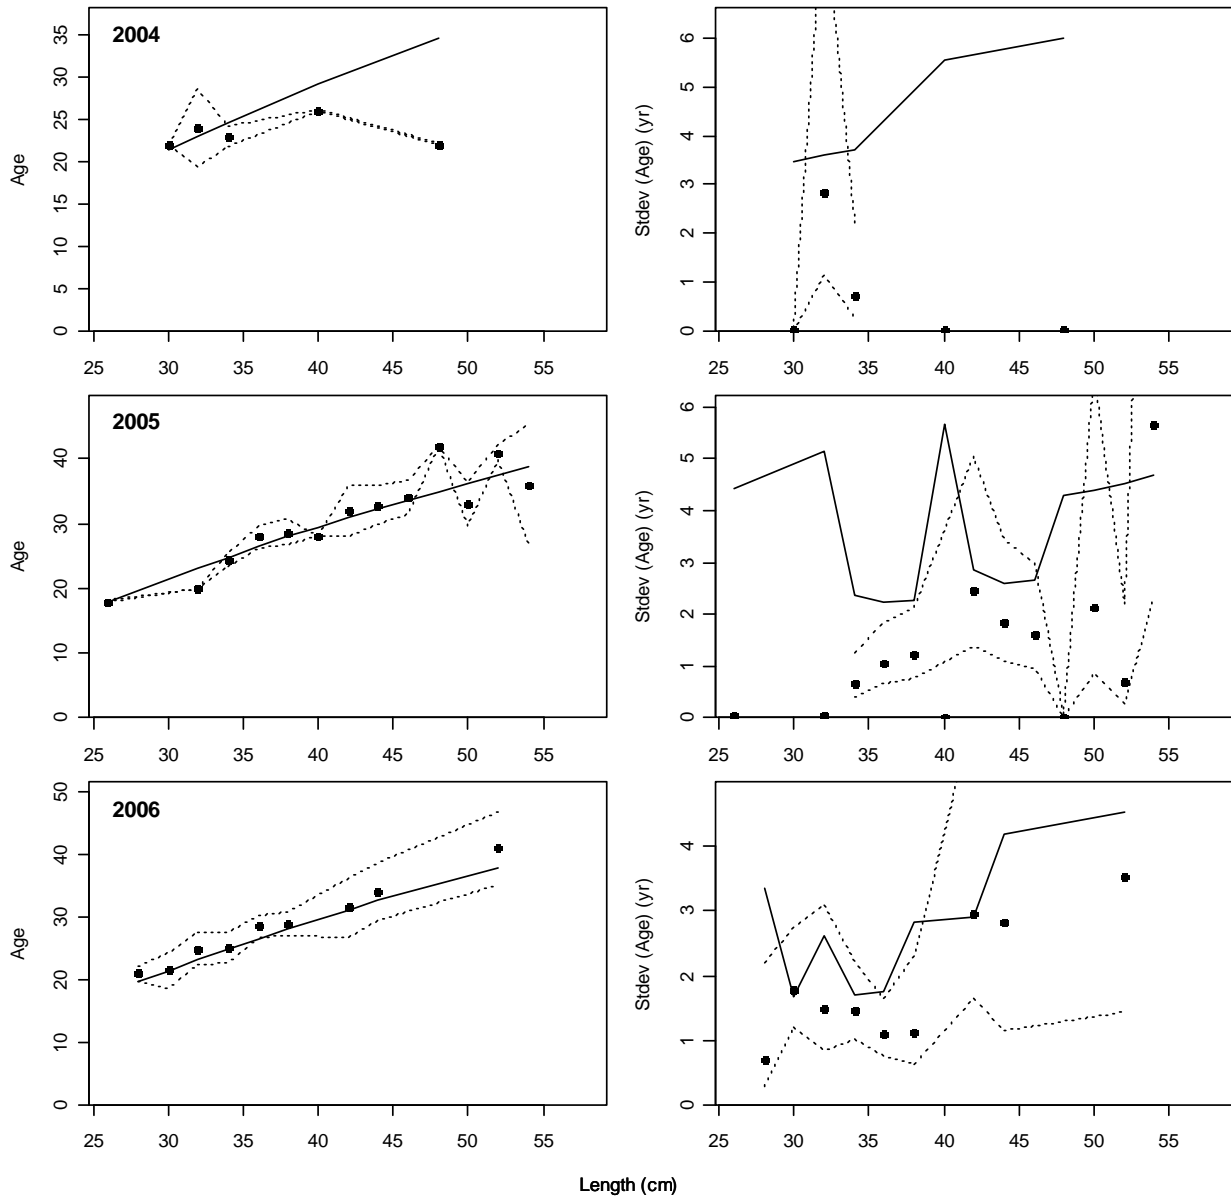 2004
Age
0 5 10 15 20 25 30 35
25 30 35 40 45 50 55
Stdev (Age) (yr)
0 1 2 3 4 5 6
25 30 35 40 45 50 55
2005
Age
0 10 20 30 40
25 30 35 40 45 50 55
Stdev (Age) (yr)
0 1 2 3 4 5 6
25 30 35 40 45 50 55
2006
Age
0 10 20 30 40 50
25 30 35 40 45 50 55
Stdev (Age) (yr)
0 1 2 3 4
25 30 35 40 45 50 55
Length (cm)